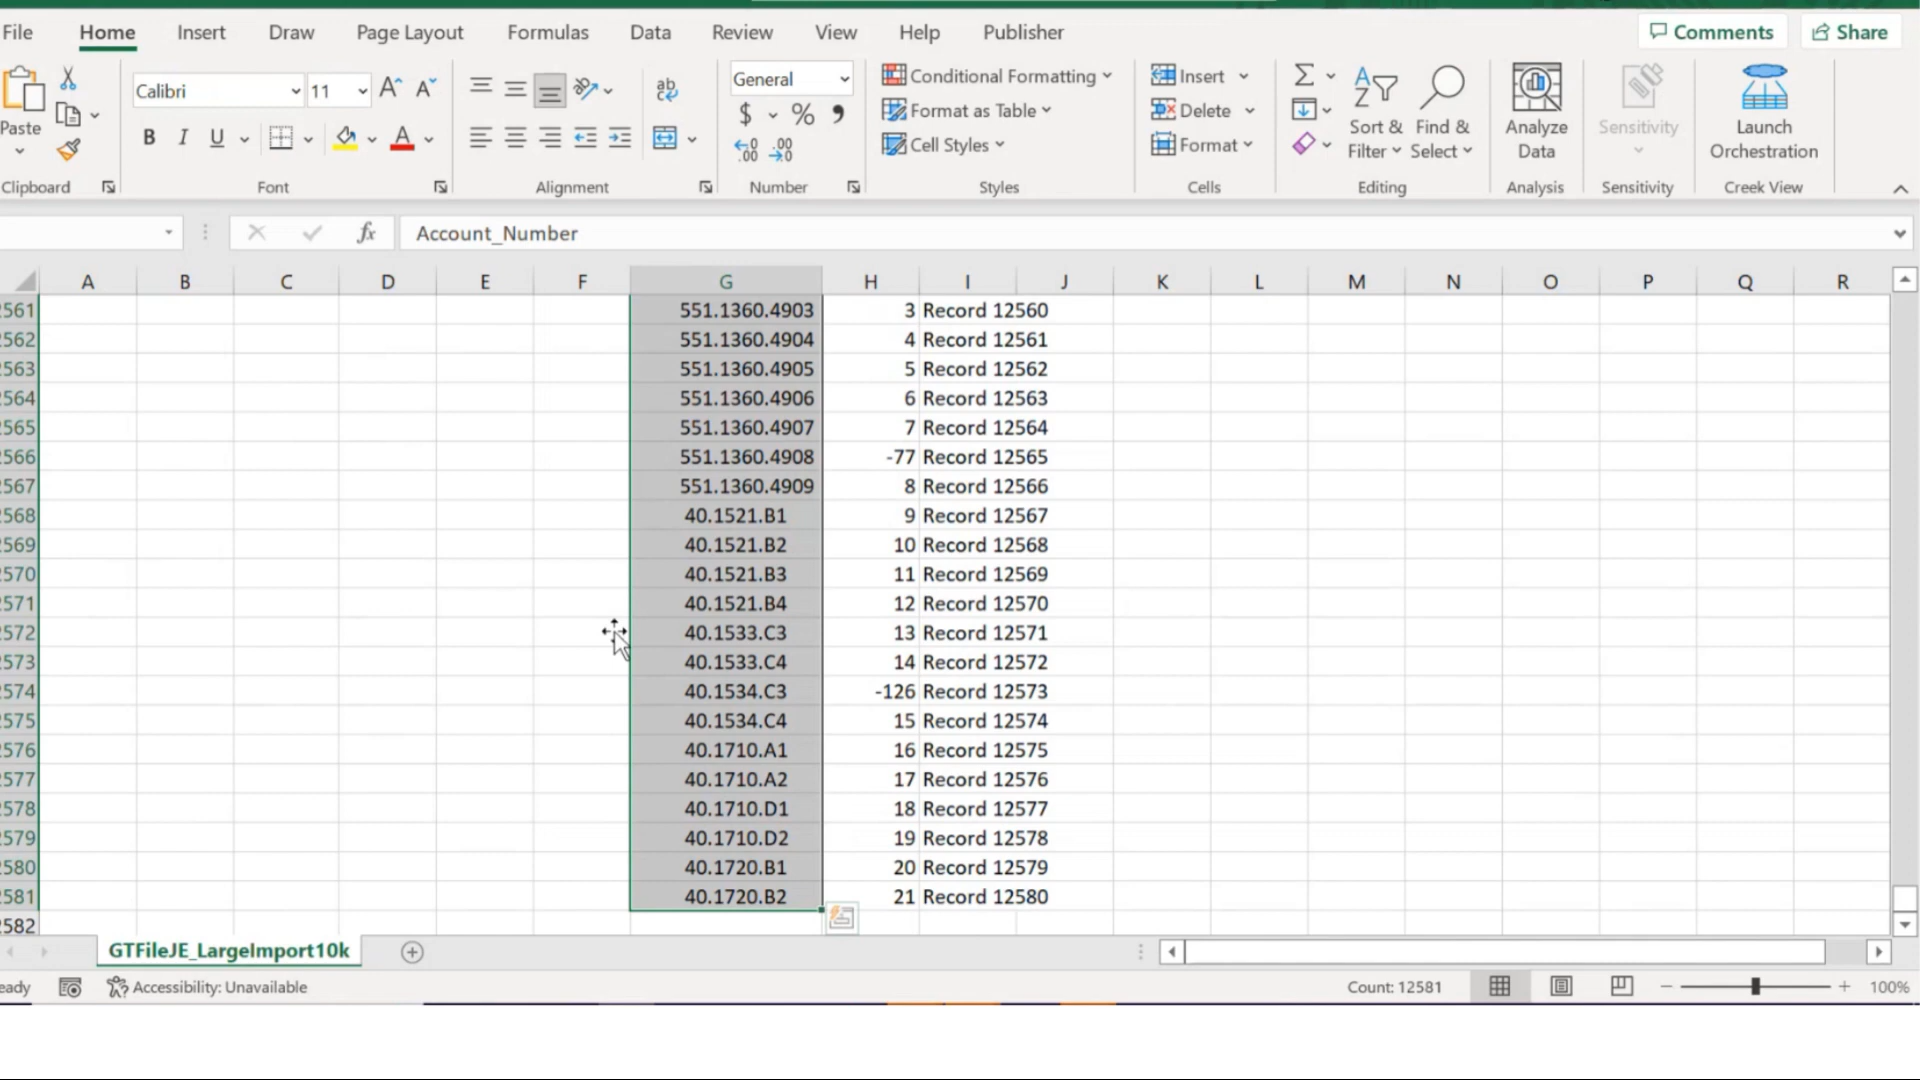 File Home Insert Draw Page Layout Formulas Data Review View Help Publisher Comments Share
Paste
Clipboard
Calibri 11
B I U A
Font
Alignment
General
$ % ,
Number
Conditional Formatting
Format as Table
Cell Styles
Styles
Insert
Delete
Format
Cells
Sort & Filter
Find & Select
Editing
Analyze Data
Analysis
Sensitivity
Sensitivity
Launch Orchestration
Creek View
fx Account_Number
A B C D E F G H I J K L M N O P Q R
2561 551.1360.4903 3 Record 12560
2562 551.1360.4904 4 Record 12561
2563 551.1360.4905 5 Record 12562
2564 551.1360.4906 6 Record 12563
2565 551.1360.4907 7 Record 12564
2566 551.1360.4908 -77 Record 12565
2567 551.1360.4909 8 Record 12566
2568 40.1521.B1 9 Record 12567
2569 40.1521.B2 10 Record 12568
2570 40.1521.B3 11 Record 12569
2571 40.1521.B4 12 Record 12570
2572 40.1533.C3 13 Record 12571
2573 40.1533.C4 14 Record 12572
2574 40.1534.C3 -126 Record 12573
2575 40.1534.C4 15 Record 12574
2576 40.1710.A1 16 Record 12575
2577 40.1710.A2 17 Record 12576
2578 40.1710.D1 18 Record 12577
2579 40.1710.D2 19 Record 12578
2580 40.1720.B1 20 Record 12579
2581 40.1720.B2 21 Record 12580
2582
GTFileJE_LargeImport10k
eady Accessibility: Unavailable Count: 12581 100%